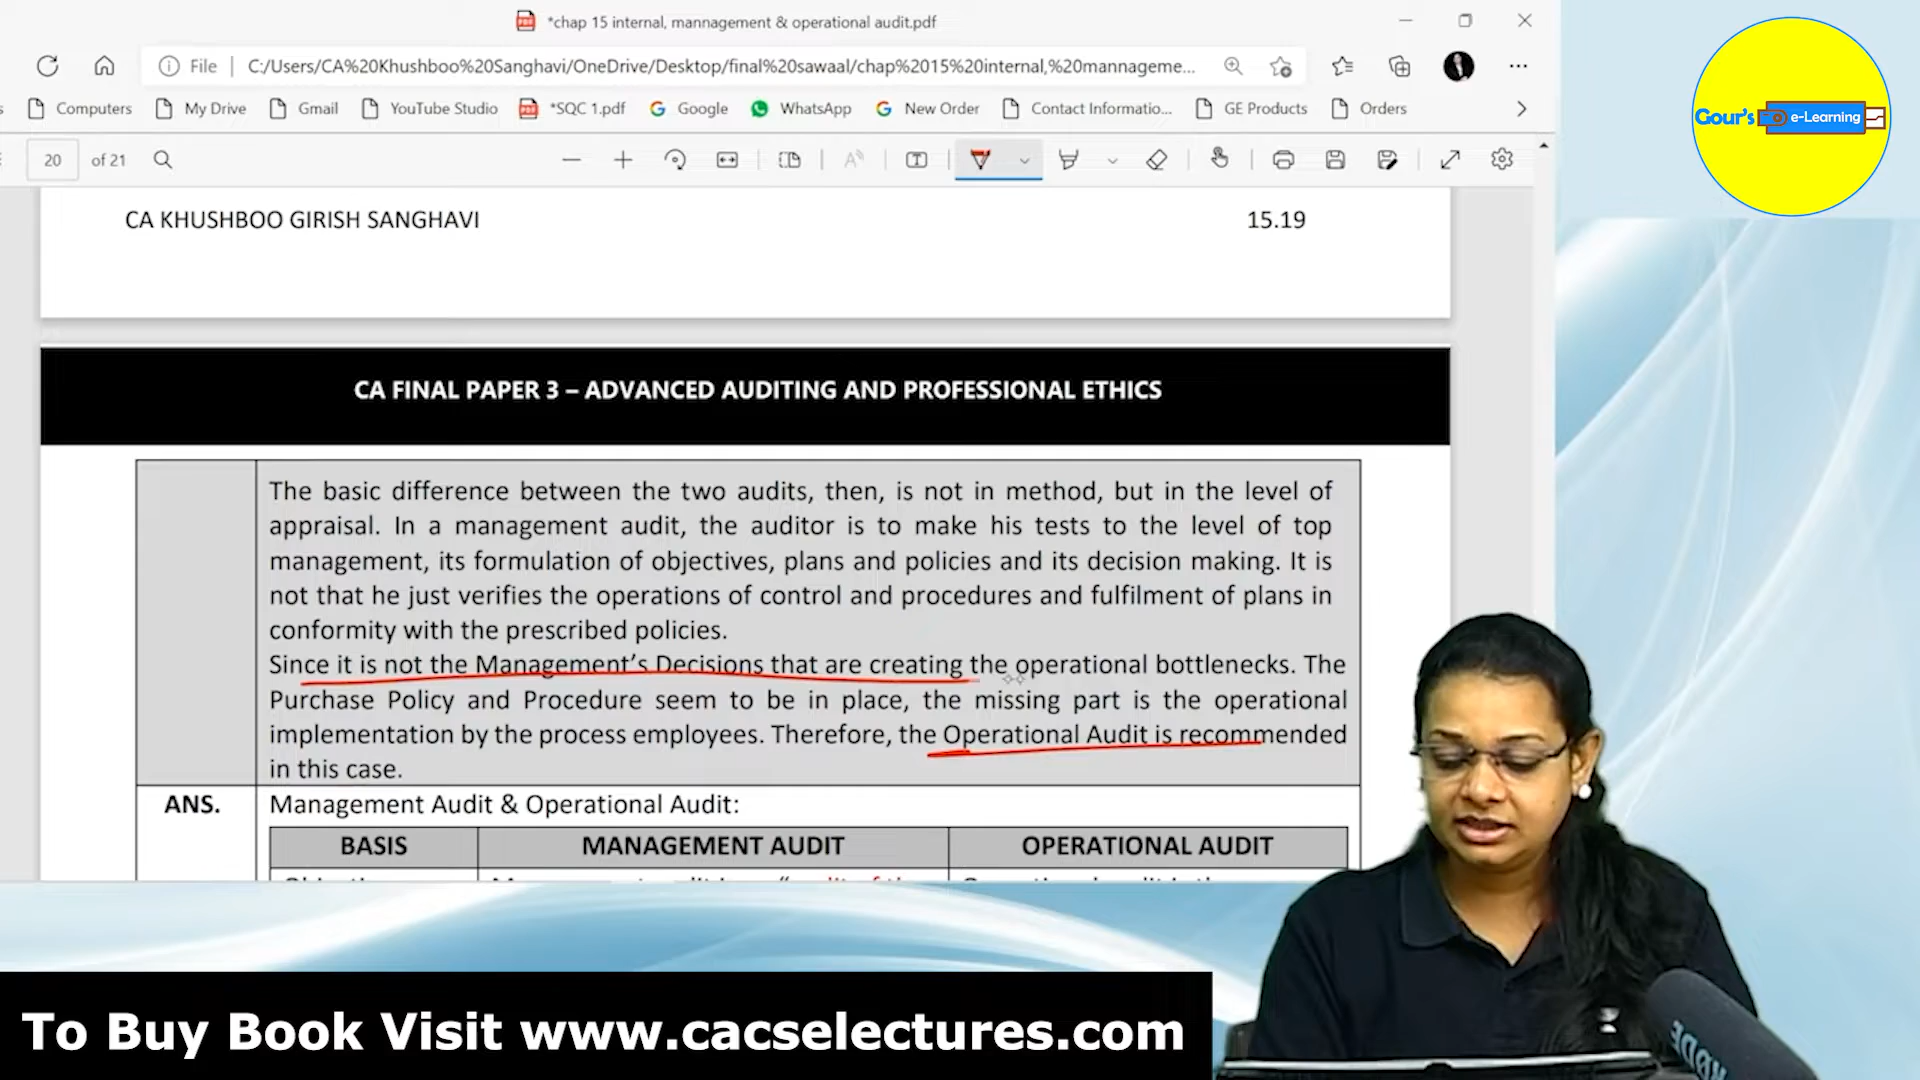 *chap 15 internal, mannagement & operational audit.pdf
File
C:/Users/CA%20Khushboo%20Sanghavi/OneDrive/Desktop/final%20sawaal/chap%2015%20internal,%20mannageme...
Computers
My Drive
Gmail
YouTube Studio
*SQC 1.pdf
Google
WhatsApp
New Order
Contact Informatio...
GE Products
Orders
20 of 21
Gour's e-Learning
CA KHUSHBOO GIRISH SANGHAVI 15.19
CA FINAL PAPER 3 – ADVANCED AUDITING AND PROFESSIONAL ETHICS
The basic difference between the two audits, then, is not in method, but in the level of
appraisal. In a management audit, the auditor is to make his tests to the level of top
management, its formulation of objectives, plans and policies and its decision making. It is
not that he just verifies the operations of control and procedures and fulfilment of plans in
conformity with the prescribed policies.
Since it is not the Management's Decisions that are creating the operational bottlenecks. The
Purchase Policy and Procedure seem to be in place, the missing part is the operational
implementation by the process employees. Therefore, the Operational Audit is recommended
in this case.
ANS. Management Audit & Operational Audit:
BASIS MANAGEMENT AUDIT OPERATIONAL AUDIT
To Buy Book Visit www.cacselectures.com